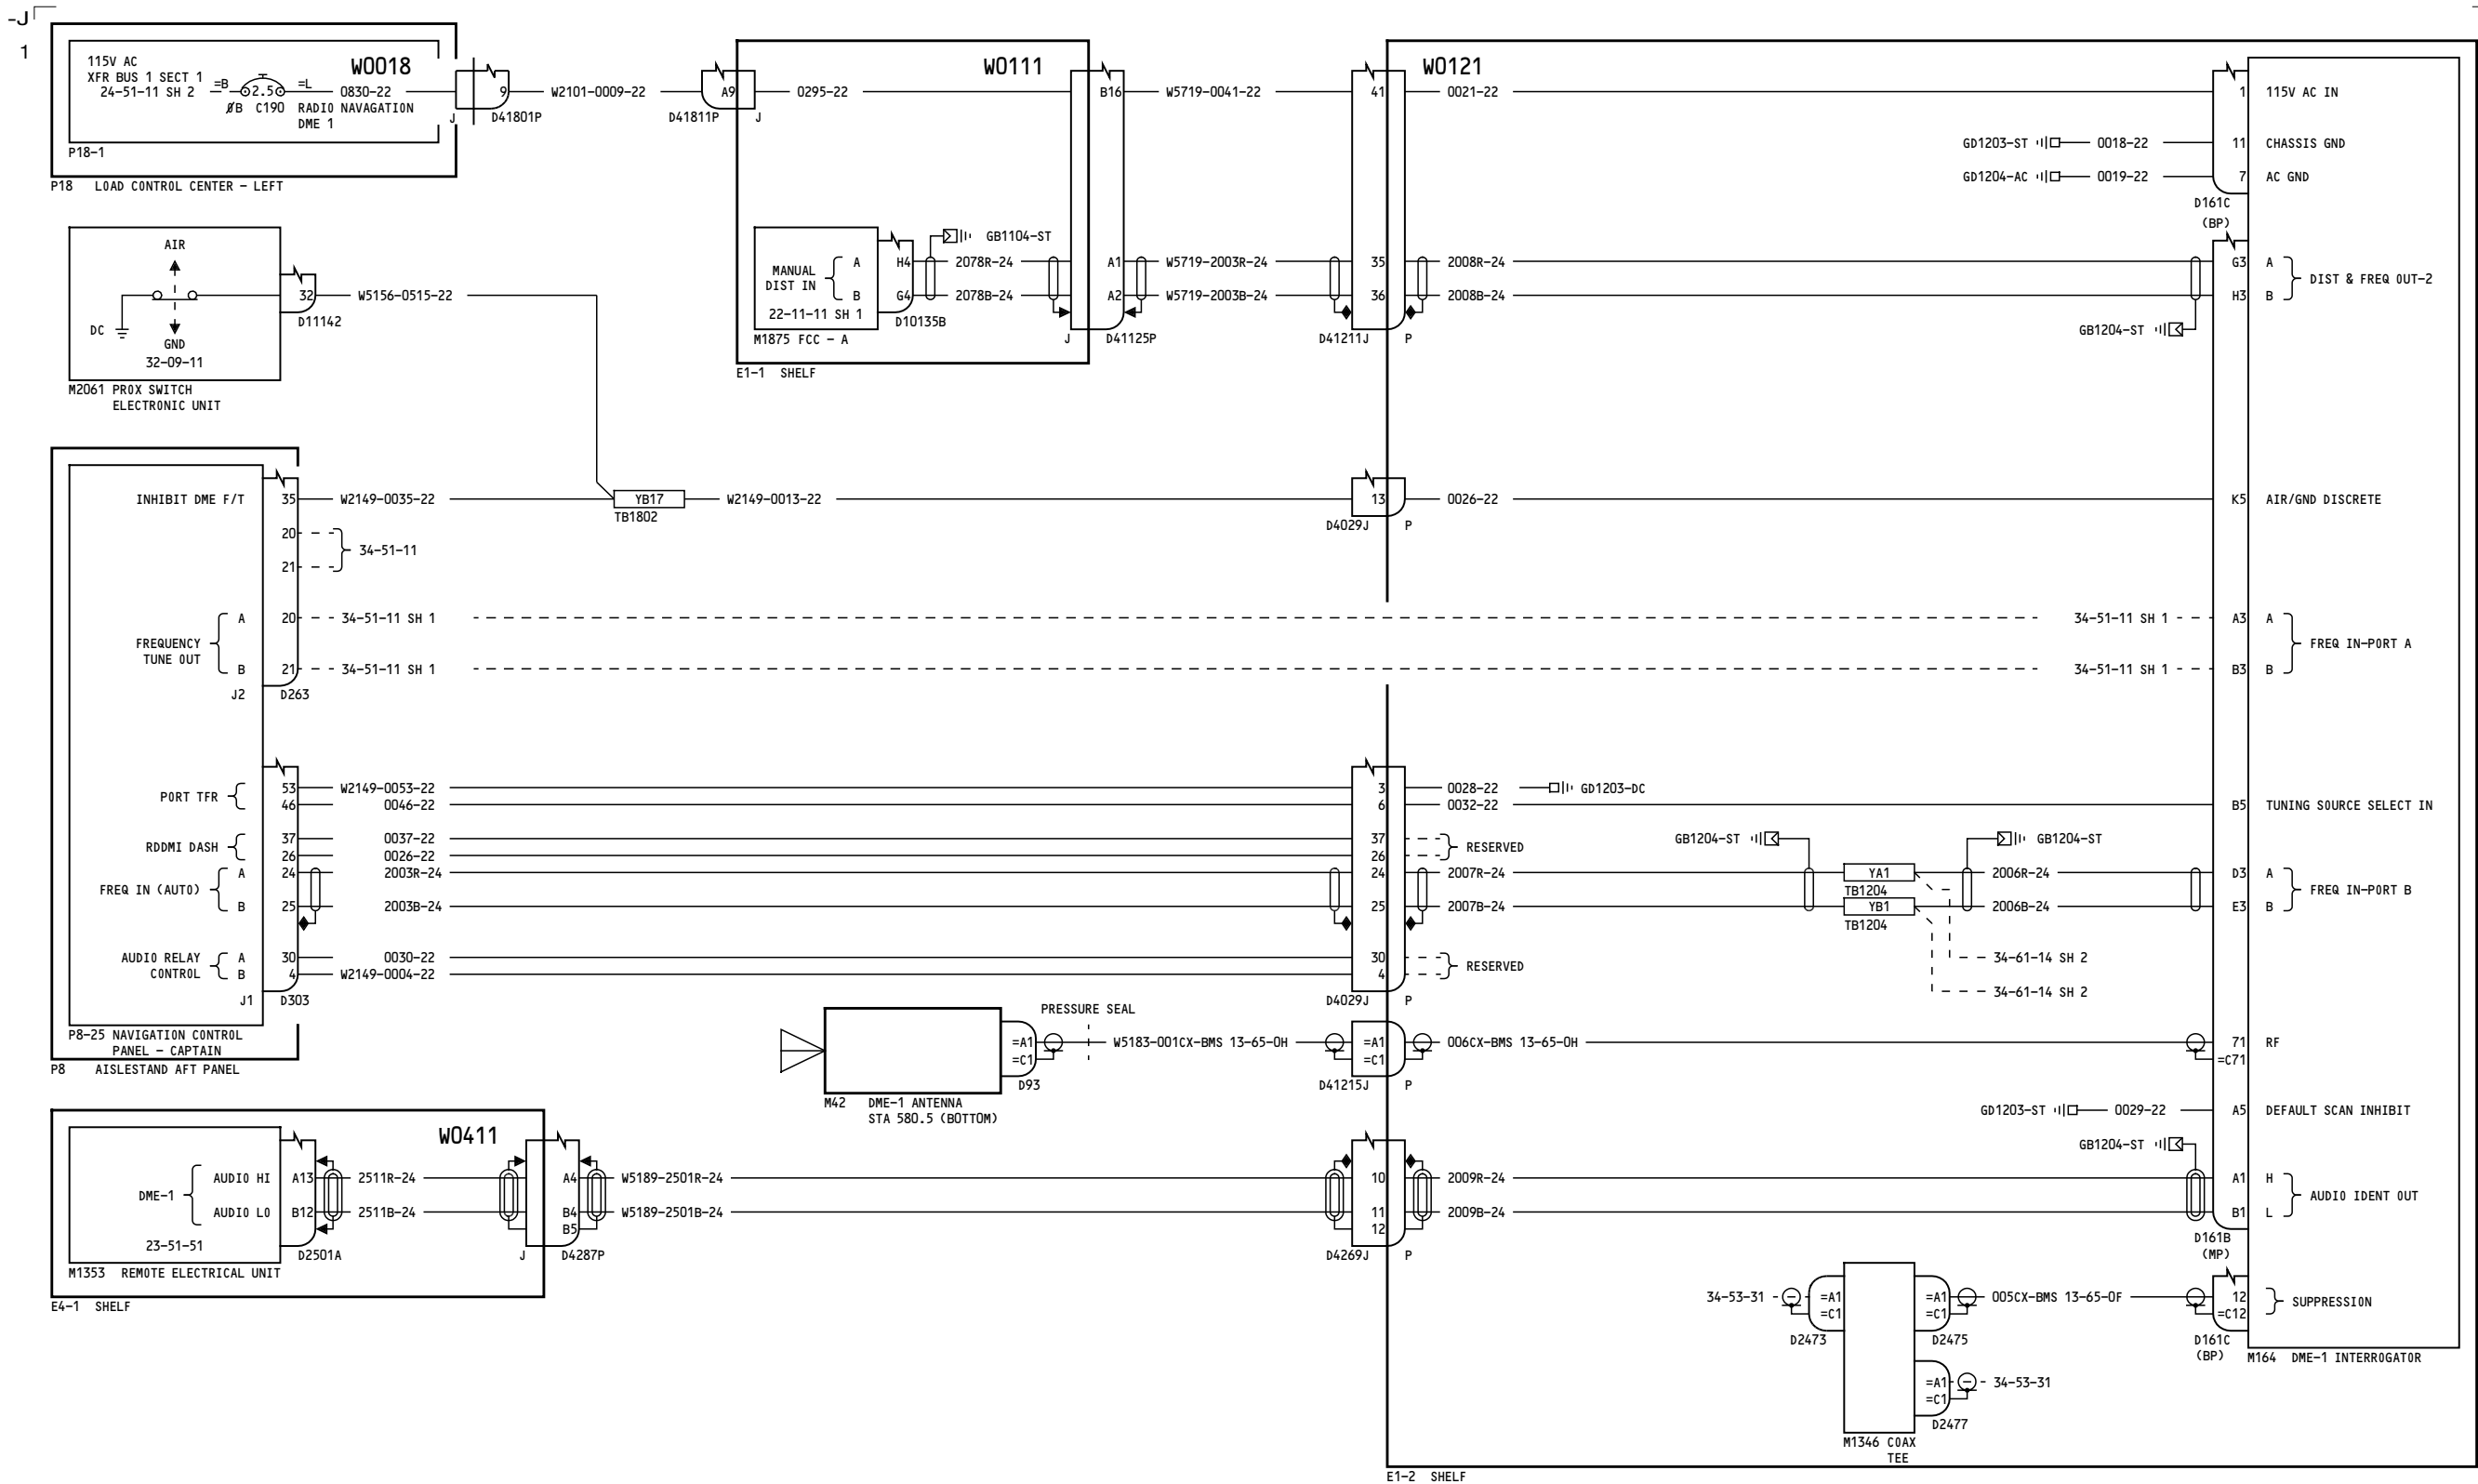 -J
1
115V AC
XFR BUS 1 SECT 1
24-51-11 SH 2
=B
2.5
=L
0830-22
ØB C190 RADIO NAVAGATION
DME 1
W0018
P18-1
P18 LOAD CONTROL CENTER - LEFT
J
9
D41801P
W2101-0009-22
A9
D41811P
J
W0111
0295-22
B16
W5719-0041-22
41
W0121
0021-22
1 115V AC IN
GD1203-ST 0018-22 11 CHASSIS GND
GD1204-AC 0019-22 7 AC GND
D161C
(BP)
AIR
DC
GND
32-09-11
M2061 PROX SWITCH
ELECTRONIC UNIT
32
D11142
W5156-0515-22
GB1104-ST
MANUAL
DIST IN
A H4 2078R-24 A1 W5719-2003R-24 35 2008R-24 G3 A
B G4 2078B-24 A2 W5719-2003B-24 36 2008B-24 H3 B
DIST & FREQ OUT-2
22-11-11 SH 1
D10135B
M1875 FCC - A
J D41125P
D41211J P
GB1204-ST
E1-1 SHELF
INHIBIT DME F/T 35 W2149-0035-22 YB17 W2149-0013-22 13 0026-22 K5 AIR/GND DISCRETE
TB1802
D4029J P
20
21
34-51-11
FREQUENCY
TUNE OUT
A 20 34-51-11 SH 1 34-51-11 SH 1 A3 A
B 21 34-51-11 SH 1 34-51-11 SH 1 B3 B
FREQ IN-PORT A
J2 D263
PORT TFR
53 W2149-0053-22 3 0028-22 GD1203-DC
46 0046-22 6 0032-22 B5 TUNING SOURCE SELECT IN
RDDMI DASH
37 0037-22 37
26 0026-22 26
RESERVED
GB1204-ST GB1204-ST
FREQ IN (AUTO)
A 24 2003R-24 24 2007R-24 YA1 2006R-24 D3 A
TB1204
B 25 2003B-24 25 2007B-24 YB1 2006B-24 E3 B
TB1204
FREQ IN-PORT B
34-61-14 SH 2
34-61-14 SH 2
AUDIO RELAY
CONTROL
A 30 0030-22 30
B 4 W2149-0004-22 4
RESERVED
J1 D303
D4029J P
P8-25 NAVIGATION CONTROL
PANEL - CAPTAIN
P8 AISLESTAND AFT PANEL
PRESSURE SEAL
=A1 W5183-001CX-BMS 13-65-0H =A1 006CX-BMS 13-65-0H 71 RF
=C1 =C1 =C71
D93 D41215J P
M42 DME-1 ANTENNA
STA 580.5 (BOTTOM)
GD1203-ST 0029-22 A5 DEFAULT SCAN INHIBIT
GB1204-ST
W0411
DME-1
AUDIO HI A13 2511R-24 A4 W5189-2501R-24 10 2009R-24 A1 H
AUDIO LO B12 2511B-24 B4 W5189-2501B-24 11 2009B-24 B1 L
B5 12
AUDIO IDENT OUT
23-51-51
D2501A
J D4287P
D4269J P
D161B
(MP)
M1353 REMOTE ELECTRICAL UNIT
E4-1 SHELF
34-53-31 =A1 =A1 005CX-BMS 13-65-0F 12
=C1 =C1 =C12
SUPPRESSION
D2473 D2475
D161C
(BP)
M164 DME-1 INTERROGATOR
=A1 34-53-31
=C1
D2477
M1346 COAX
TEE
E1-2 SHELF